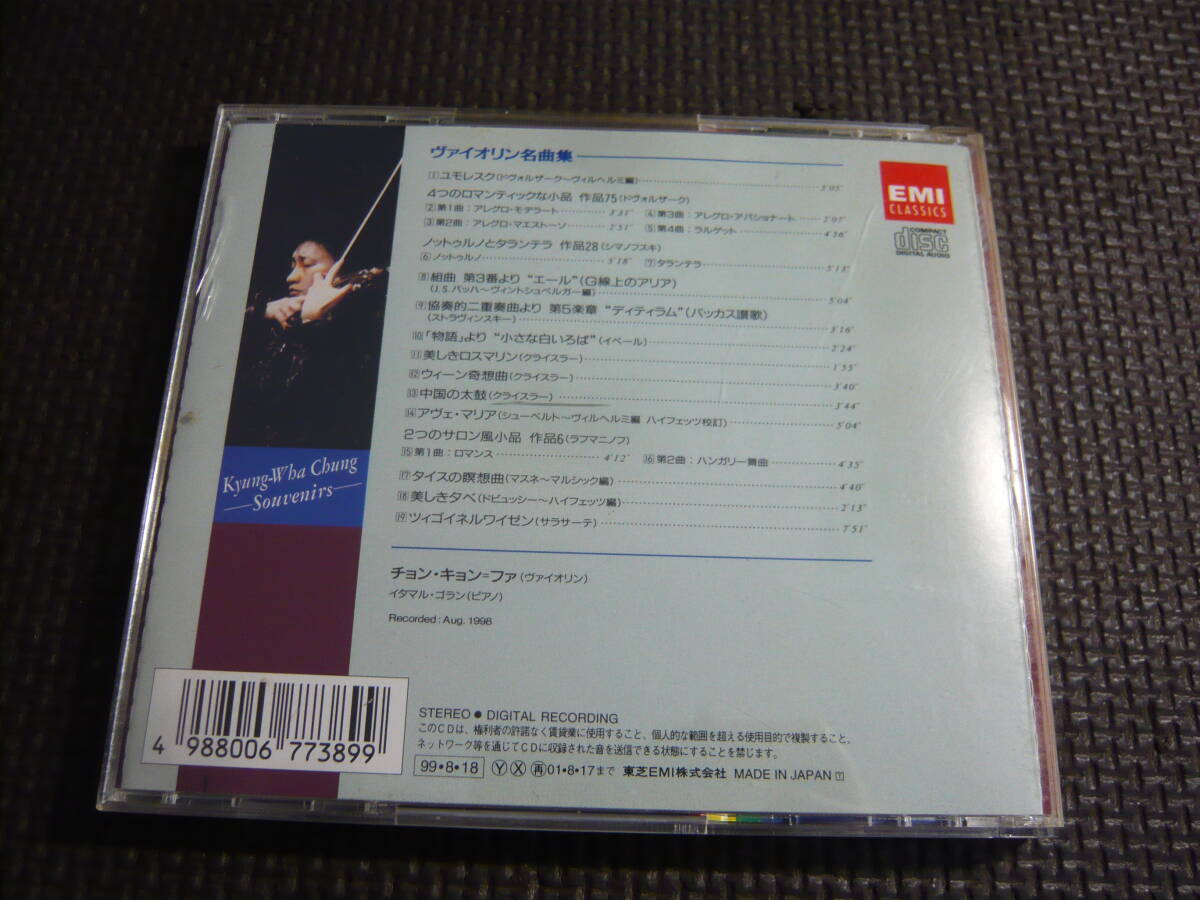 ヴァイオリン名曲集
1 ユモレスク(ドヴォルザーク〜ヴィルヘルミ編) 3'05"
4つのロマンティックな小品 作品75(ドヴォルザーク)
2 第1曲:アレグロ・モデラート 3'31" 4 第3曲:アレグロ・アパショナート 2'07"
3 第2曲:アレグロ・マエストーソ 2'51" 5 第4曲:ラルゲット 4'56"
ノットゥルノとタランテラ 作品28(シマノフスキ)
6 ノットゥルノ 5'18" 7 タランテラ 5'13"
8 組曲 第3番より "エール"(G線上のアリア)
(J.S.バッハ〜ヴィントシュペルガー編) 5'04"
9 協奏的二重奏曲より 第5楽章 "ディティラム"(バッカス讃歌)
(ストラヴィンスキー) 3'16"
10 「物語」より "小さな白いろば"(イベール) 2'24"
11 美しきロスマリン(クライスラー) 1'55"
12 ウィーン奇想曲(クライスラー) 3'40"
13 中国の太鼓(クライスラー) 3'44"
14 アヴェ・マリア(シューベルト〜ヴィルヘルミ編 ハイフェッツ校訂) 5'04"
2つのサロン風小品 作品6(ラフマニノフ)
15 第1曲:ロマンス 4'12" 16 第2曲:ハンガリー舞曲 4'35"
17 タイスの瞑想曲(マスネ〜マルシック編) 4'40"
18 美しき夕べ(ドビュッシー〜ハイフェッツ編) 2'13"
19 ツィゴイネルワイゼン(サラサーテ) 7'51"
EMI
CLASSICS
COMPACT
disc
DIGITAL AUDIO
Kyung-Wha Chung
Souvenirs
チョン・キョン=ファ(ヴァイオリン)
イタマル・ゴラン(ピアノ)
Recorded: Aug. 1998
STEREO ● DIGITAL RECORDING
このCDは、権利者の許諾なく賃貸業に使用すること、個人的な範囲を超える使用目的で複製すること、
ネットワーク等を通じてCDに収録された音を送信できる状態にすることを禁じます。
99・8・18 Ⓨ Ⓧ 再 01・8・17まで 東芝EMI株式会社 MADE IN JAPAN T
4 988006 773899